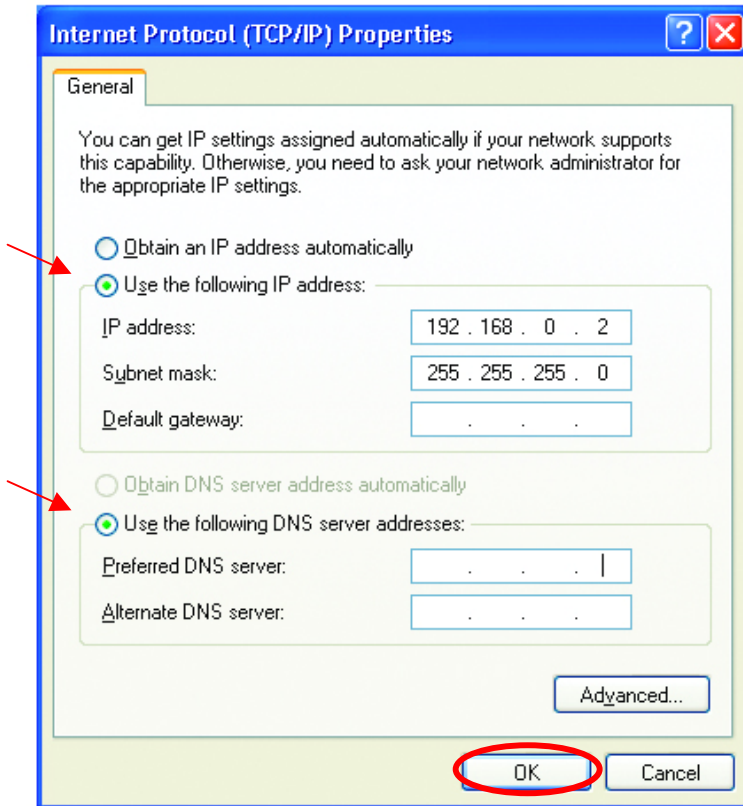 Internet Protocol (TCP/IP) Properties
General
You can get IP settings assigned automatically if your network supports
this capability. Otherwise, you need to ask your network administrator for
the appropriate IP settings.
Obtain an IP address automatically
Use the following IP address:
IP address: 192 . 168 . 0 . 2
Subnet mask: 255 . 255 . 255 . 0
Default gateway: . . .
Obtain DNS server address automatically
Use the following DNS server addresses:
Preferred DNS server: . . .
Alternate DNS server: . . .
Advanced...
OK Cancel